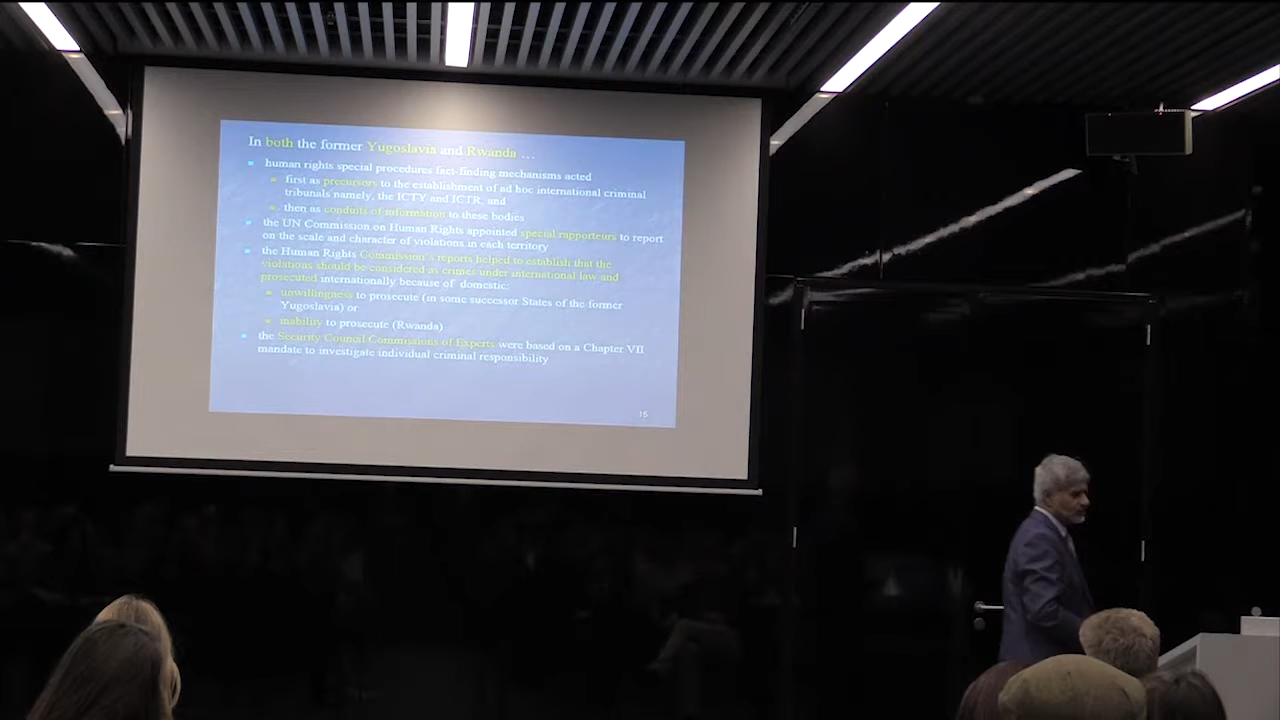 In both the former Yugoslavia and Rwanda ...
human rights special procedures fact-finding mechanisms acted
first as precursors to the establishment of ad hoc international criminal
tribunals namely, the ICTY and ICTR, and
then as conduits of information to these bodies
the UN Commission on Human Rights appointed special rapporteurs to report
on the scale and character of violations in each territory
the Human Rights Commission's reports helped to establish that the
violations should be considered as crimes under international law and
prosecuted internationally because of domestic:
unwillingness to prosecute (in some successor States of the former
Yugoslavia) or
inability to prosecute (Rwanda)
the Security Council Commissions of Experts were based on a Chapter VII
mandate to investigate individual criminal responsibility
15